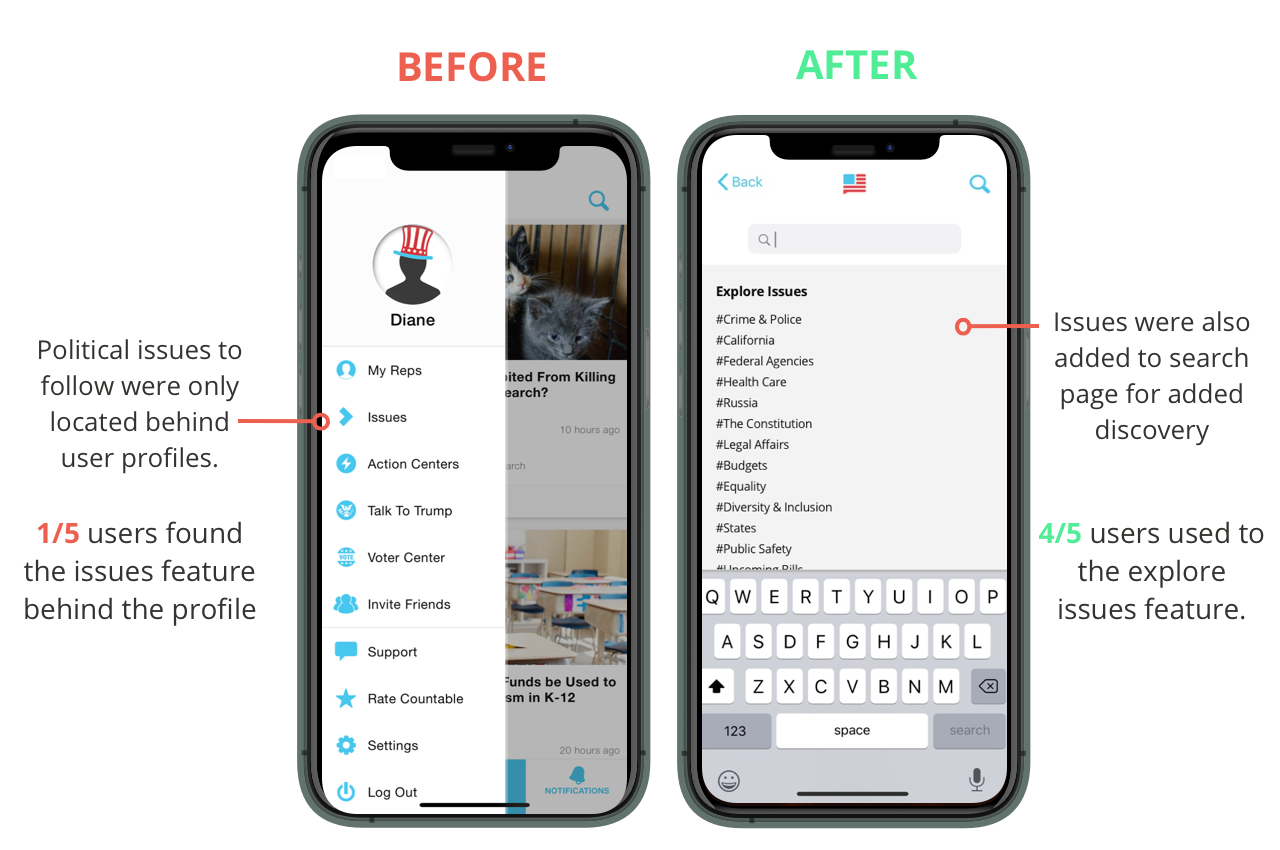 BEFORE
AFTER
Political issues to
follow were only
located behind
user profiles.
1/5 users found
the issues feature
behind the profile
Diane
My Reps
Issues
Action Centers
Talk To Trump
VOTE
Voter Center
Invite Friends
Support
Rate Countable
Settings
Log Out
bited From Killing
earch?
10 hours ago
arch
Funds be Used to
sm in K-12
20 hours ago
NOTIFICATIONS
Back
Explore Issues
#Crime & Police
#California
#Federal Agencies
#Health Care
#Russia
#The Constitution
#Legal Affairs
#Budgets
#Equality
#Diversity & Inclusion
#States
#Public Safety
#Upcoming Bills
Q W E R T Y U I O P
A S D F G H J K L
Z X C V B N M
123 space search
Issues were also
added to search
page for added
discovery
4/5 users used to
the explore
issues feature.